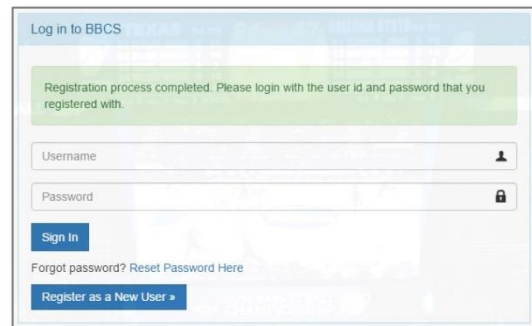 Log in to BBCS
Registration process completed. Please login with the user id and password that you
registered with.
Username
Password
Sign In
Forgot password? Reset Password Here
Register as a New User »